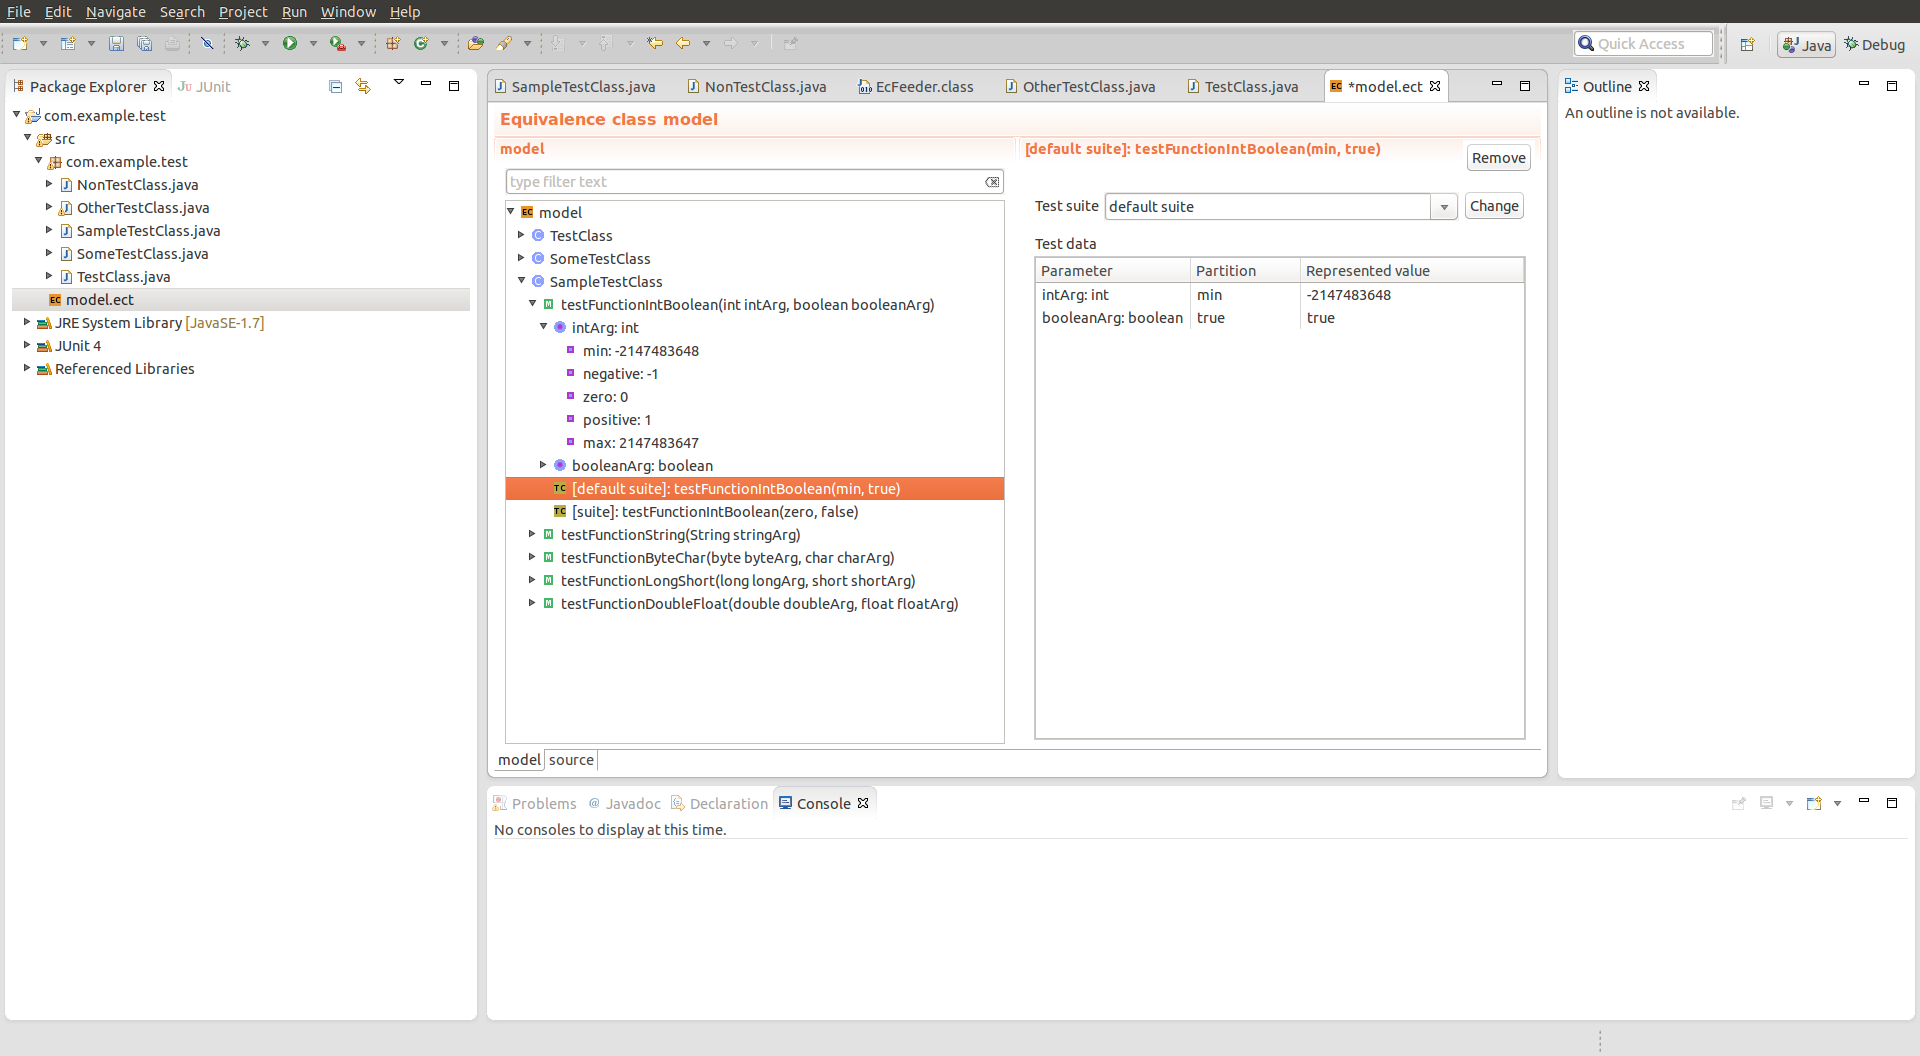 File Edit Navigate Search Project Run Window Help
Quick Access
Java
Debug
Package Explorer
Ju JUnit
com.example.test
src
com.example.test
NonTestClass.java
OtherTestClass.java
SampleTestClass.java
SomeTestClass.java
TestClass.java
EC model.ect
JRE System Library [JavaSE-1.7]
JUnit 4
Referenced Libraries
SampleTestClass.java NonTestClass.java EcFeeder.class OtherTestClass.java TestClass.java EC *model.ect
Equivalence class model
model
type filter text
EC model
C TestClass
C SomeTestClass
C SampleTestClass
M testFunctionIntBoolean(int intArg, boolean booleanArg)
intArg: int
min: -2147483648
negative: -1
zero: 0
positive: 1
max: 2147483647
booleanArg: boolean
TC [default suite]: testFunctionIntBoolean(min, true)
TC [suite]: testFunctionIntBoolean(zero, false)
M testFunctionString(String stringArg)
M testFunctionByteChar(byte byteArg, char charArg)
M testFunctionLongShort(long longArg, short shortArg)
M testFunctionDoubleFloat(double doubleArg, float floatArg)
model source
[default suite]: testFunctionIntBoolean(min, true)
Remove
Test suite default suite Change
Test data
Parameter Partition Represented value
intArg: int min -2147483648
booleanArg: boolean true true
Outline
An outline is not available.
Problems @ Javadoc Declaration Console
No consoles to display at this time.